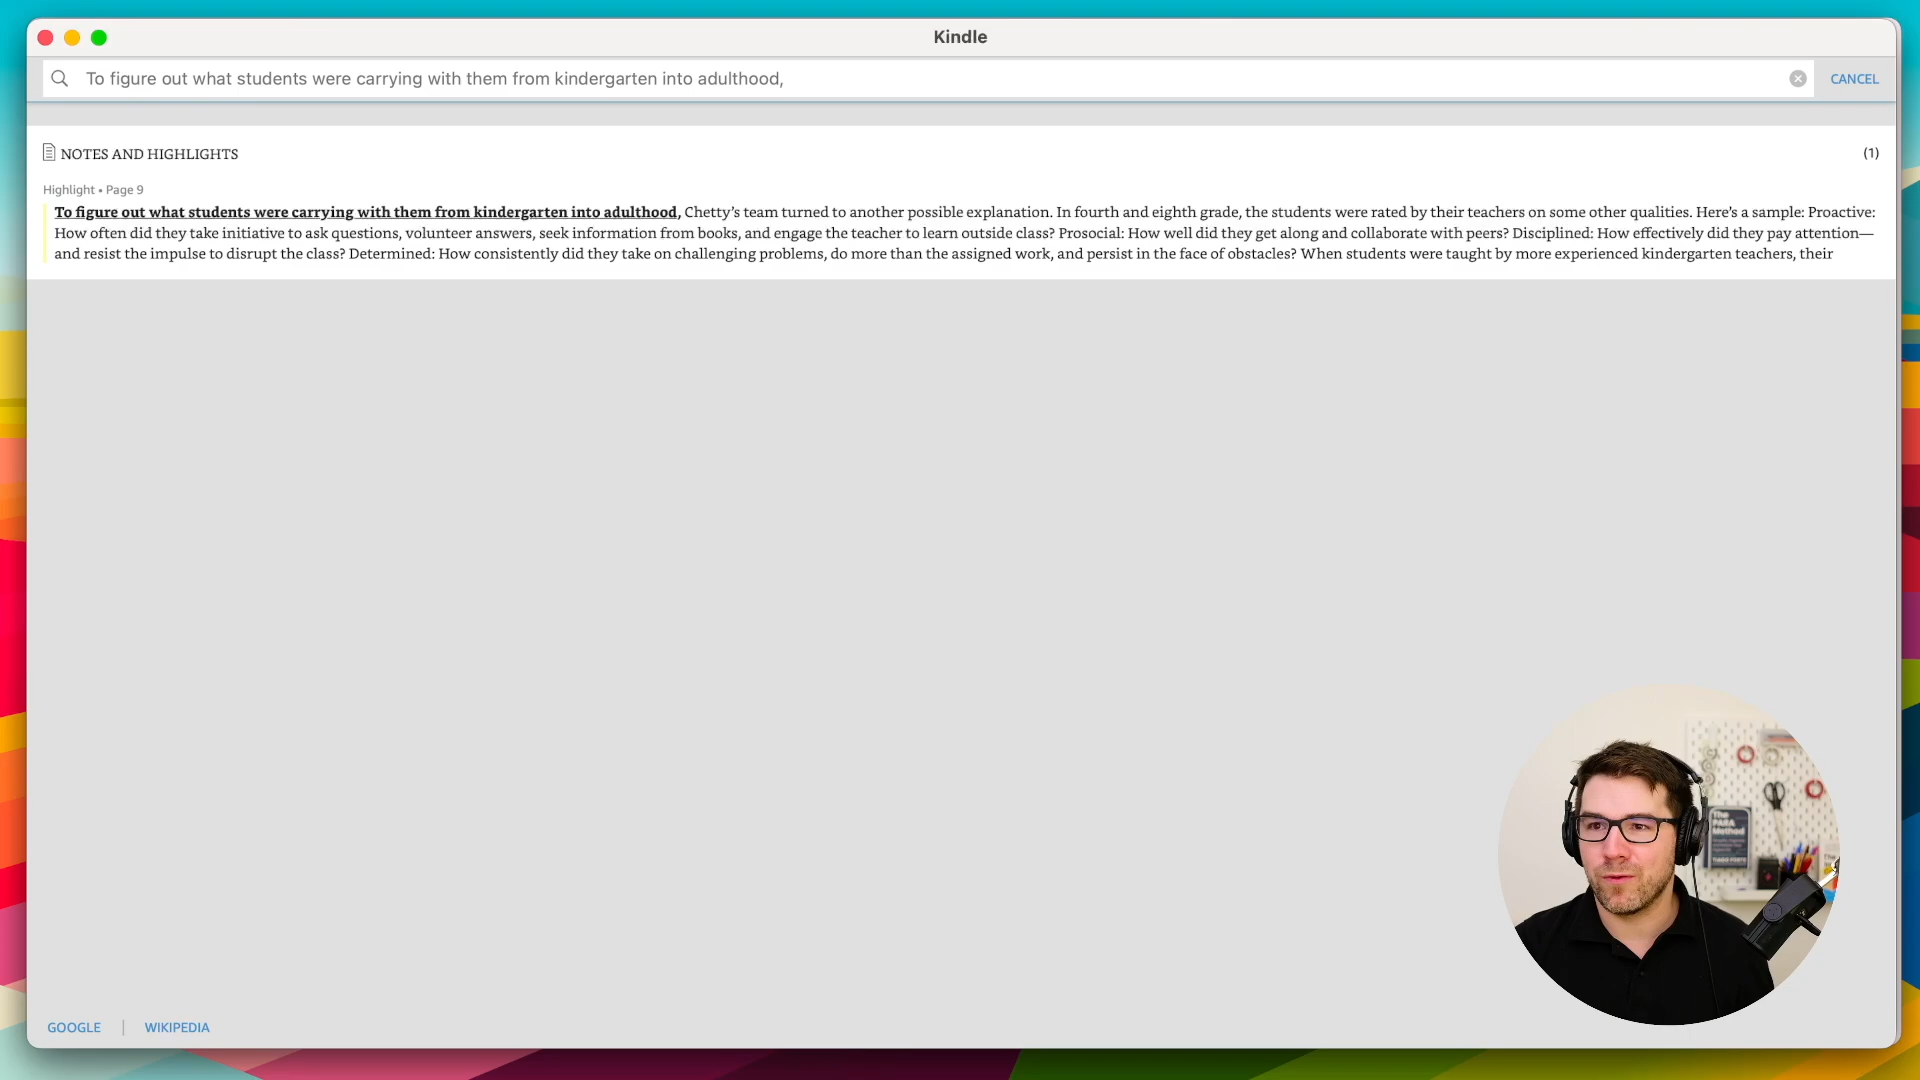 Kindle
To figure out what students were carrying with them from kindergarten into adulthood,
CANCEL
NOTES AND HIGHLIGHTS
(1)
Highlight • Page 9
To figure out what students were carrying with them from kindergarten into adulthood, Chetty’s team turned to another possible explanation. In fourth and eighth grade, the students were rated by their teachers on some other qualities. Here’s a sample: Proactive:
How often did they take initiative to ask questions, volunteer answers, seek information from books, and engage the teacher to learn outside class? Prosocial: How well did they get along and collaborate with peers? Disciplined: How effectively did they pay attention—
and resist the impulse to disrupt the class? Determined: How consistently did they take on challenging problems, do more than the assigned work, and persist in the face of obstacles? When students were taught by more experienced kindergarten teachers, their
The
PARA
Method
TIAGO FORTE
GOOGLE
WIKIPEDIA